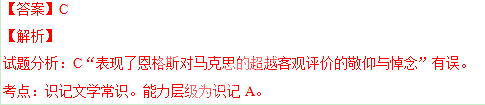 【答案】C
【解析】
试题分析：C“表现了恩格斯对马克思的超越客观评价的敬仰与悼念”有误。
考点：识记文学常识。能力层级为识记 A。